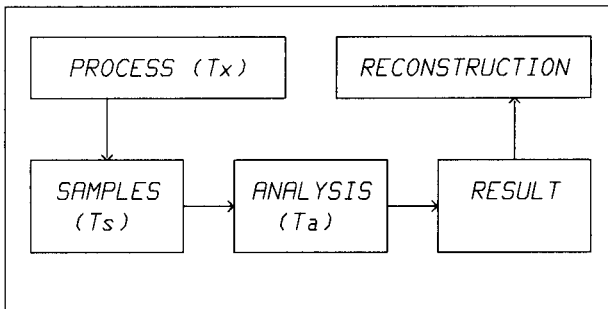 PROCESS (Tx)
RECONSTRUCTION
SAMPLES
(Ts)
ANALYSIS
(Ta)
RESULT